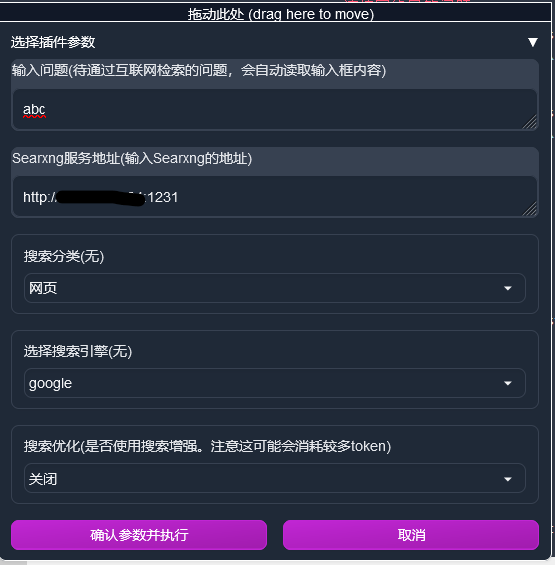 拖动此处 (drag here to move)
选择插件参数
输入问题(待通过互联网检索的问题，会自动读取输入框内容)
abc
Searxng服务地址(输入Searxng的地址)
http:/ :1231
搜索分类(无)
网页
选择搜索引擎(无)
google
搜索优化(是否使用搜索增强。注意这可能会消耗较多token)
关闭
确认参数并执行 取消